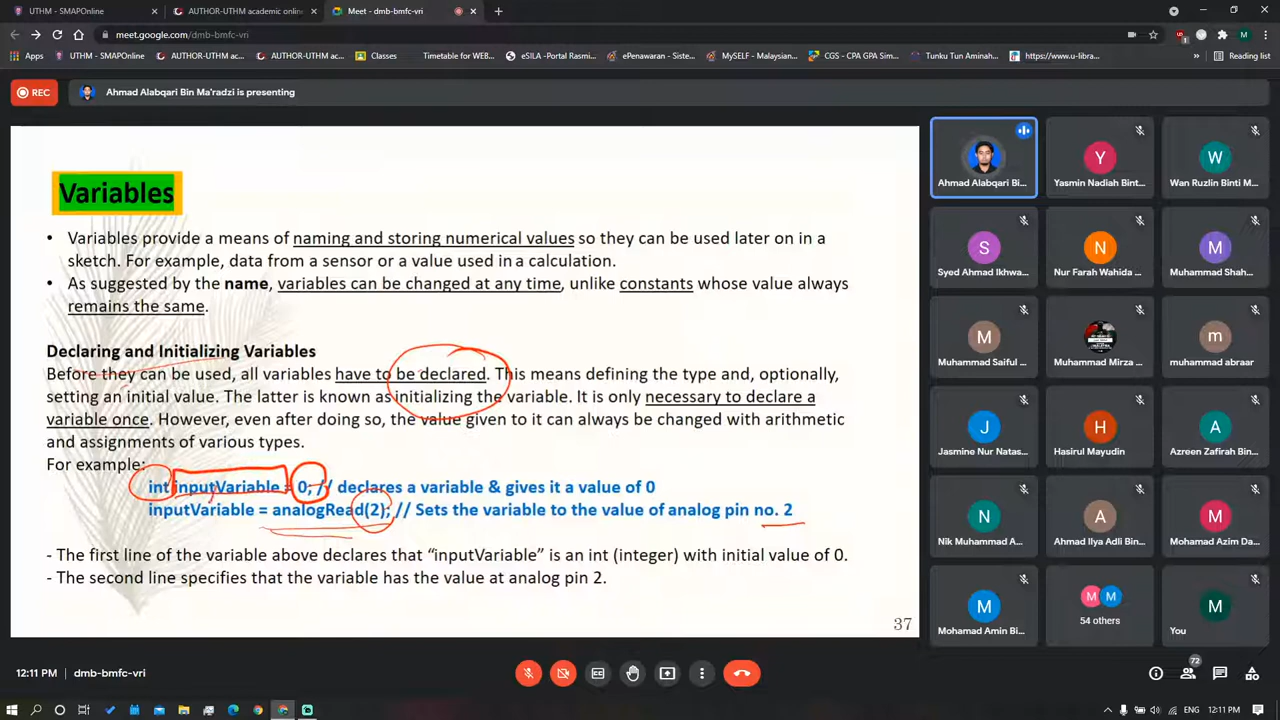 UTHM - SMAPOnline
AUTHOR-UTHM academic onlin
Meet - dmb-bmfc-vri
meet.google.com/dmb-bmfc-vri
Apps
UTHM - SMAPOnline
AUTHOR-UTHM ac...
AUTHOR-UTHM ac...
Classes
Timetable for WEB...
eSILA -Portal Rasmi...
ePenawaran - Siste...
MySELF - Malaysian...
CGS - CPA GPA Sim...
Tunku Tun Aminah...
https://www.u-libra...
»
Reading list
REC
Ahmad Alabqari Bin Ma'radzi is presenting
Variables
• Variables provide a means of naming and storing numerical values so they can be used later on in a
sketch. For example, data from a sensor or a value used in a calculation.
• As suggested by the name, variables can be changed at any time, unlike constants whose value always
remains the same.
Declaring and Initializing Variables
Before they can be used, all variables have to be declared. This means defining the type and, optionally,
setting an initial value. The latter is known as initializing the variable. It is only necessary to declare a
variable once. However, even after doing so, the value given to it can always be changed with arithmetic
and assignments of various types.
For example:
int inputVariable = 0; // declares a variable & gives it a value of 0
inputVariable = analogRead(2); // Sets the variable to the value of analog pin no. 2
- The first line of the variable above declares that “inputVariable” is an int (integer) with initial value of 0.
- The second line specifies that the variable has the value at analog pin 2.
37
Ahmad Alabqari Bin...
Y
Yasmin Nadiah Bint...
W
Wan Ruzlin Binti M...
S
Syed Ahmad Ikhwa...
N
Nur Farah Wahida ...
M
Muhammad Shah...
M
Muhammad Saiful ...
Muhammad Mirza ...
m
muhammad abraar
J
Jasmine Nur Natas...
H
Hasirul Mayudin
A
Azreen Zafirah Bin...
N
Nik Muhammad A...
A
Ahmad Ilya Adli Bin...
M
Mohamad Azim Da...
M
Mohamad Amin Bi...
M M
54 others
M
You
12:11 PM
dmb-bmfc-vri
72
ENG
12:11 PM